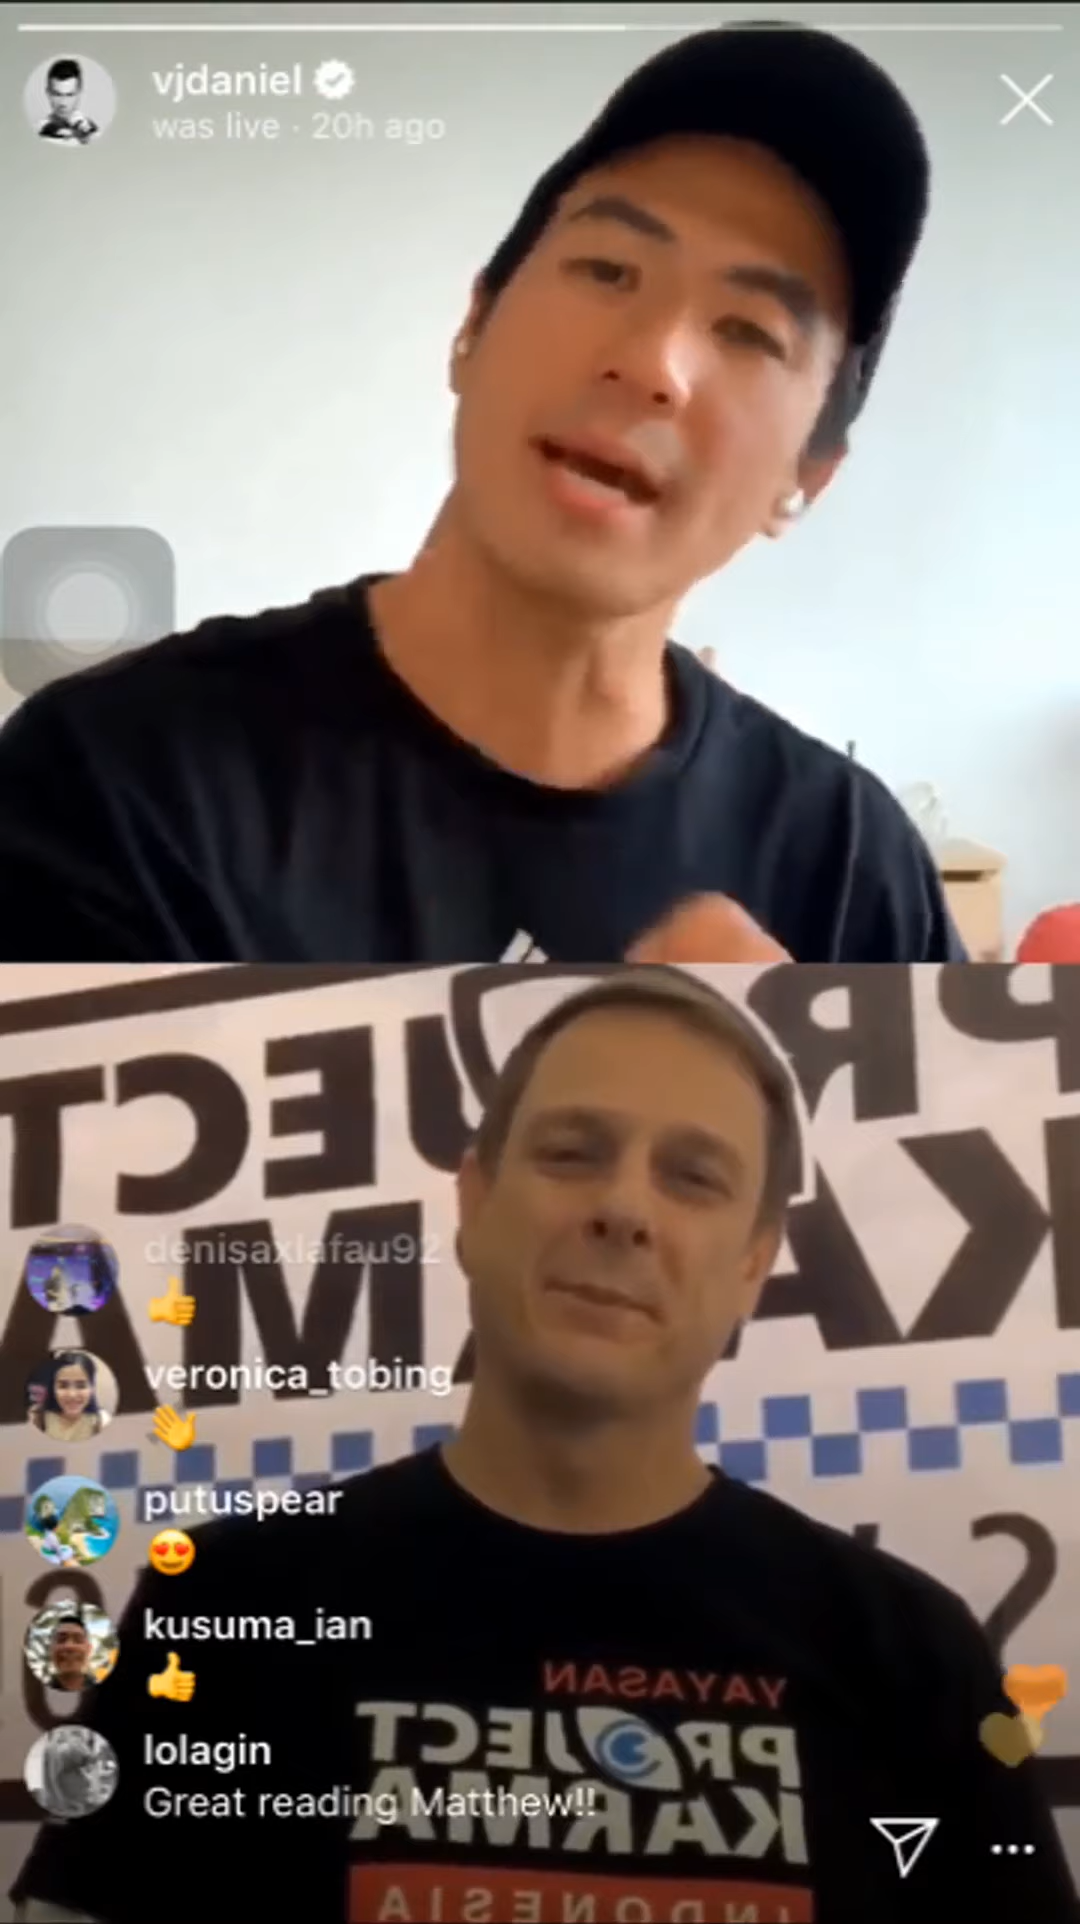 vjdaniel
was live · 20h ago
PROJECT
KARMA
denisaxlafau92
👍
veronica_tobing
👋
putuspear
😍
kusuma_ian
👍
lolagin
Great reading Matthew!!
YAYASAN
PROJECT
KARMA
INDONESIA